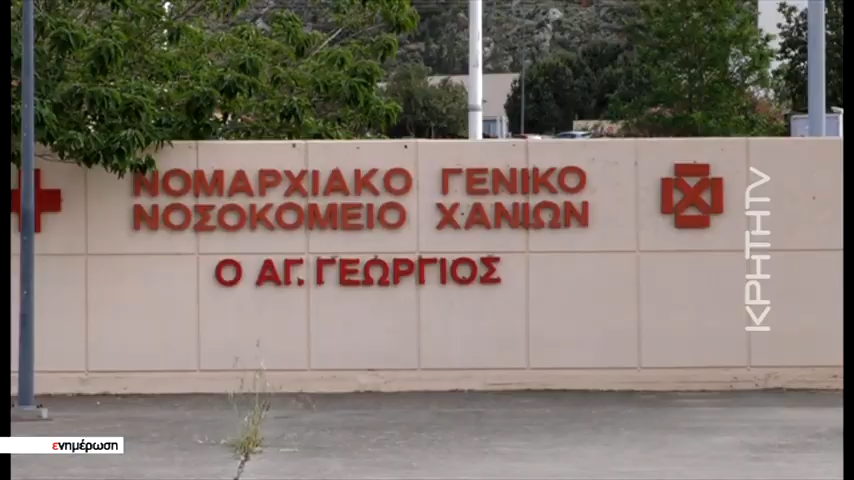 ΝΟΜΑΡΧΙΑΚΟ ΓΕΝΙΚΟ
ΝΟΣΟΚΟΜΕΙΟ ΧΑΝΙΩΝ
Ο ΑΓ. ΓΕΩΡΓΙΟΣ
ΚΡΗΤΗTV
ενημέρωση